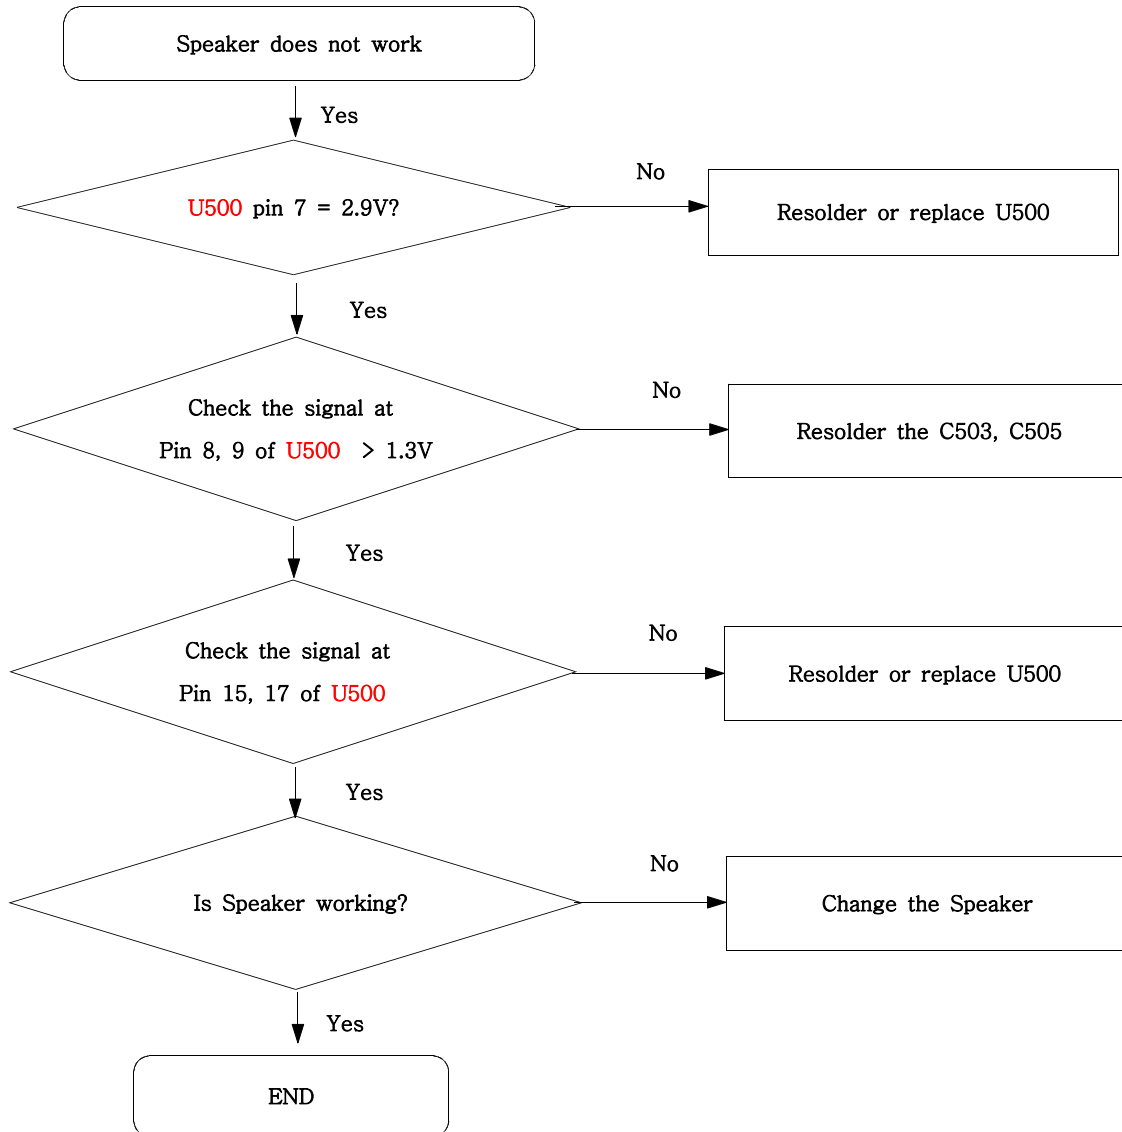 Speaker does not work
Yes
U500 pin 7 = 2.9V?
No
Resolder or replace U500
Yes
Check the signal at
Pin 8, 9 of U500 > 1.3V
No
Resolder the C503, C505
Yes
Check the signal at
Pin 15, 17 of U500
No
Resolder or replace U500
Yes
Is Speaker working?
No
Change the Speaker
Yes
END